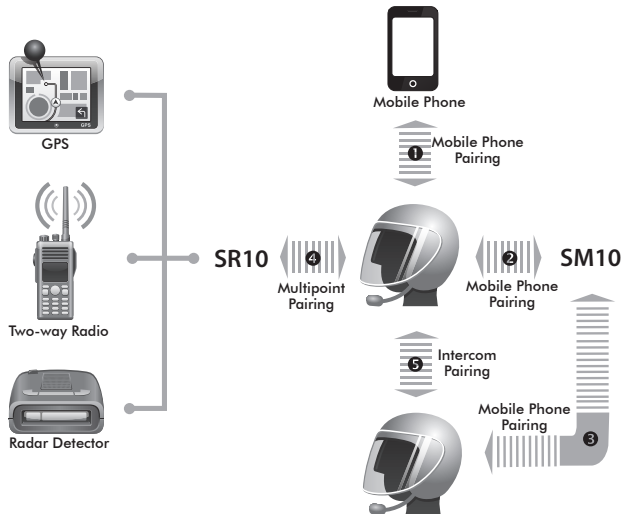 Mobile Phone
GPS
GPS
❶
Mobile Phone
Pairing
SR10
❹
Multipoint
Pairing
❷
Mobile Phone
Pairing
SM10
Two-way Radio
❺
Intercom
Pairing
Mobile Phone
Pairing
❸
Radar Detector